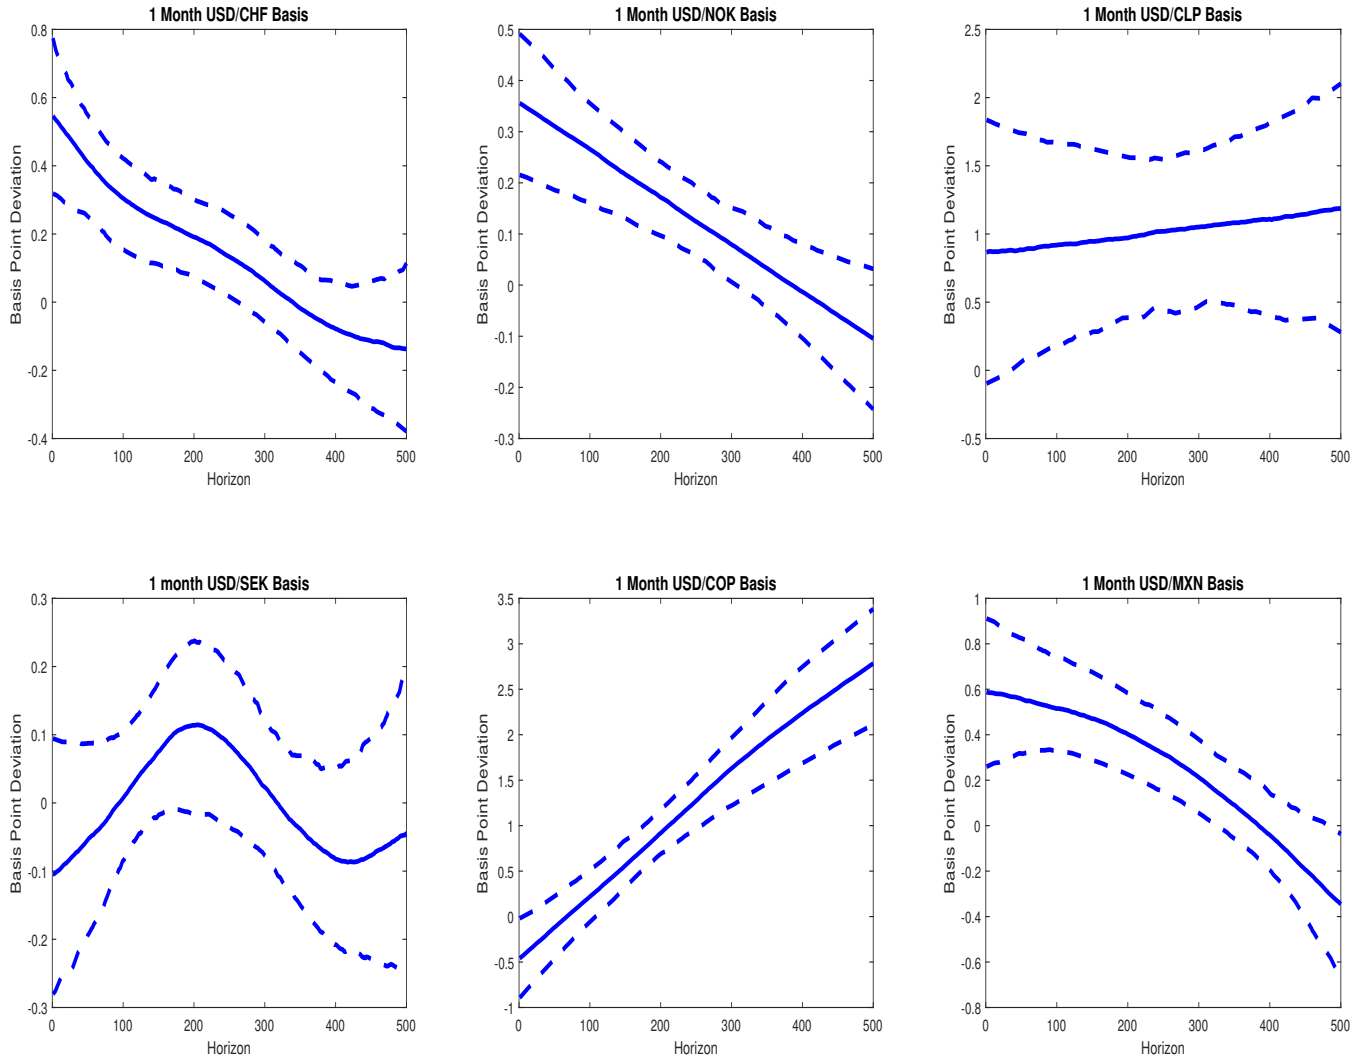 1 Month USD/CHF Basis
0.8
0.6
0.4
0.2
0
-0.2
-0.4
Basis Point Deviation
0 100 200 300 400 500
Horizon
1 Month USD/NOK Basis
0.5
0.4
0.3
0.2
0.1
0
-0.1
-0.2
-0.3
Basis Point Deviation
0 100 200 300 400 500
Horizon
1 Month USD/CLP Basis
2.5
2
1.5
1
0.5
0
-0.5
Basis Point Deviation
0 100 200 300 400 500
Horizon
1 month USD/SEK Basis
0.3
0.2
0.1
0
-0.1
-0.2
-0.3
Basis Point Deviation
0 100 200 300 400 500
Horizon
1 Month USD/COP Basis
3.5
3
2.5
2
1.5
1
0.5
0
-0.5
-1
Basis Point Deviation
0 100 200 300 400 500
Horizon
1 Month USD/MXN Basis
1
0.8
0.6
0.4
0.2
0
-0.2
-0.4
-0.6
-0.8
Basis Point Deviation
0 100 200 300 400 500
Horizon